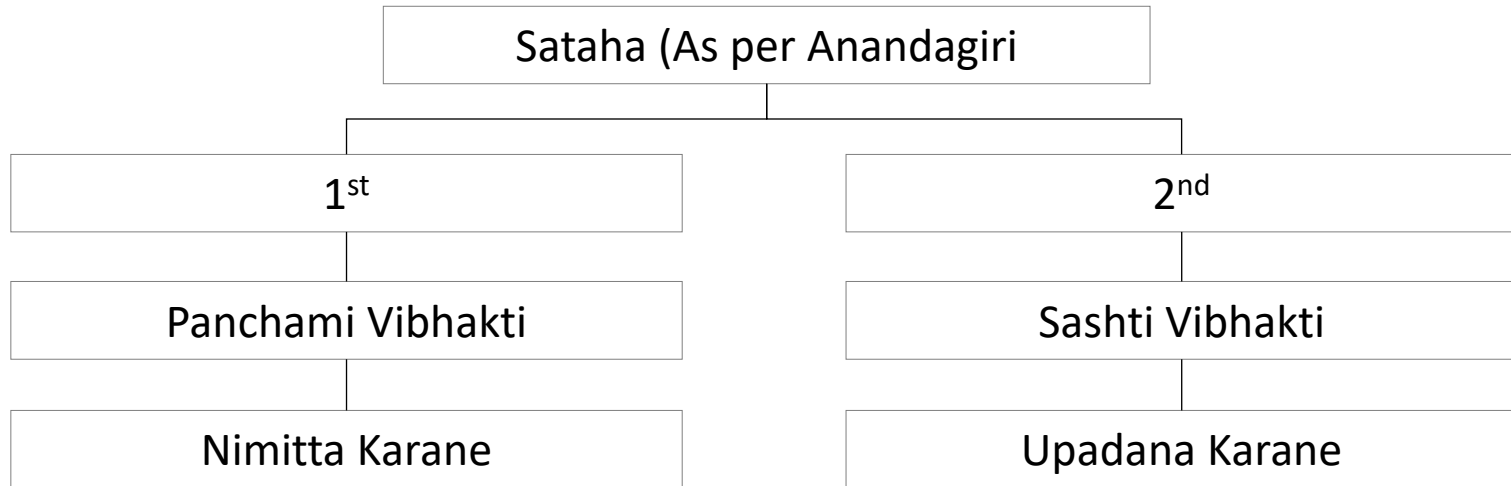 Sataha (As per Anandagiri
1st
2nd
Panchami Vibhakti
Sashti Vibhakti
Nimitta Karane
Upadana Karane